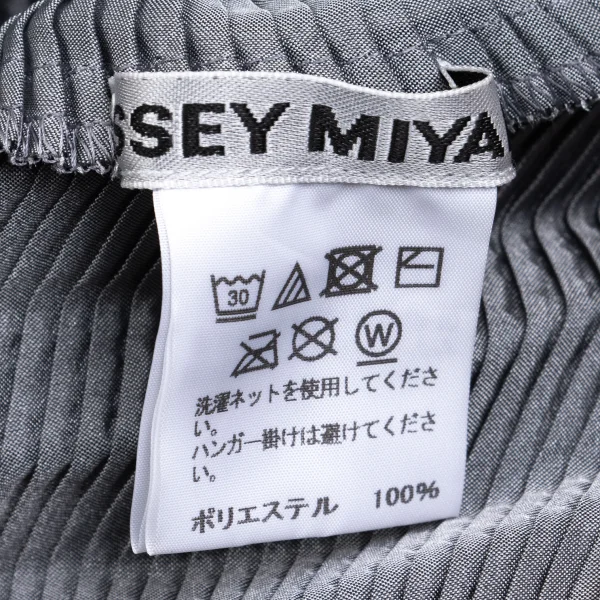 SSEY MIYA
30
W
洗濯ネットを使用してくださ
い。
ハンガー掛けは避けてくださ
い。
ポリエステル 100%